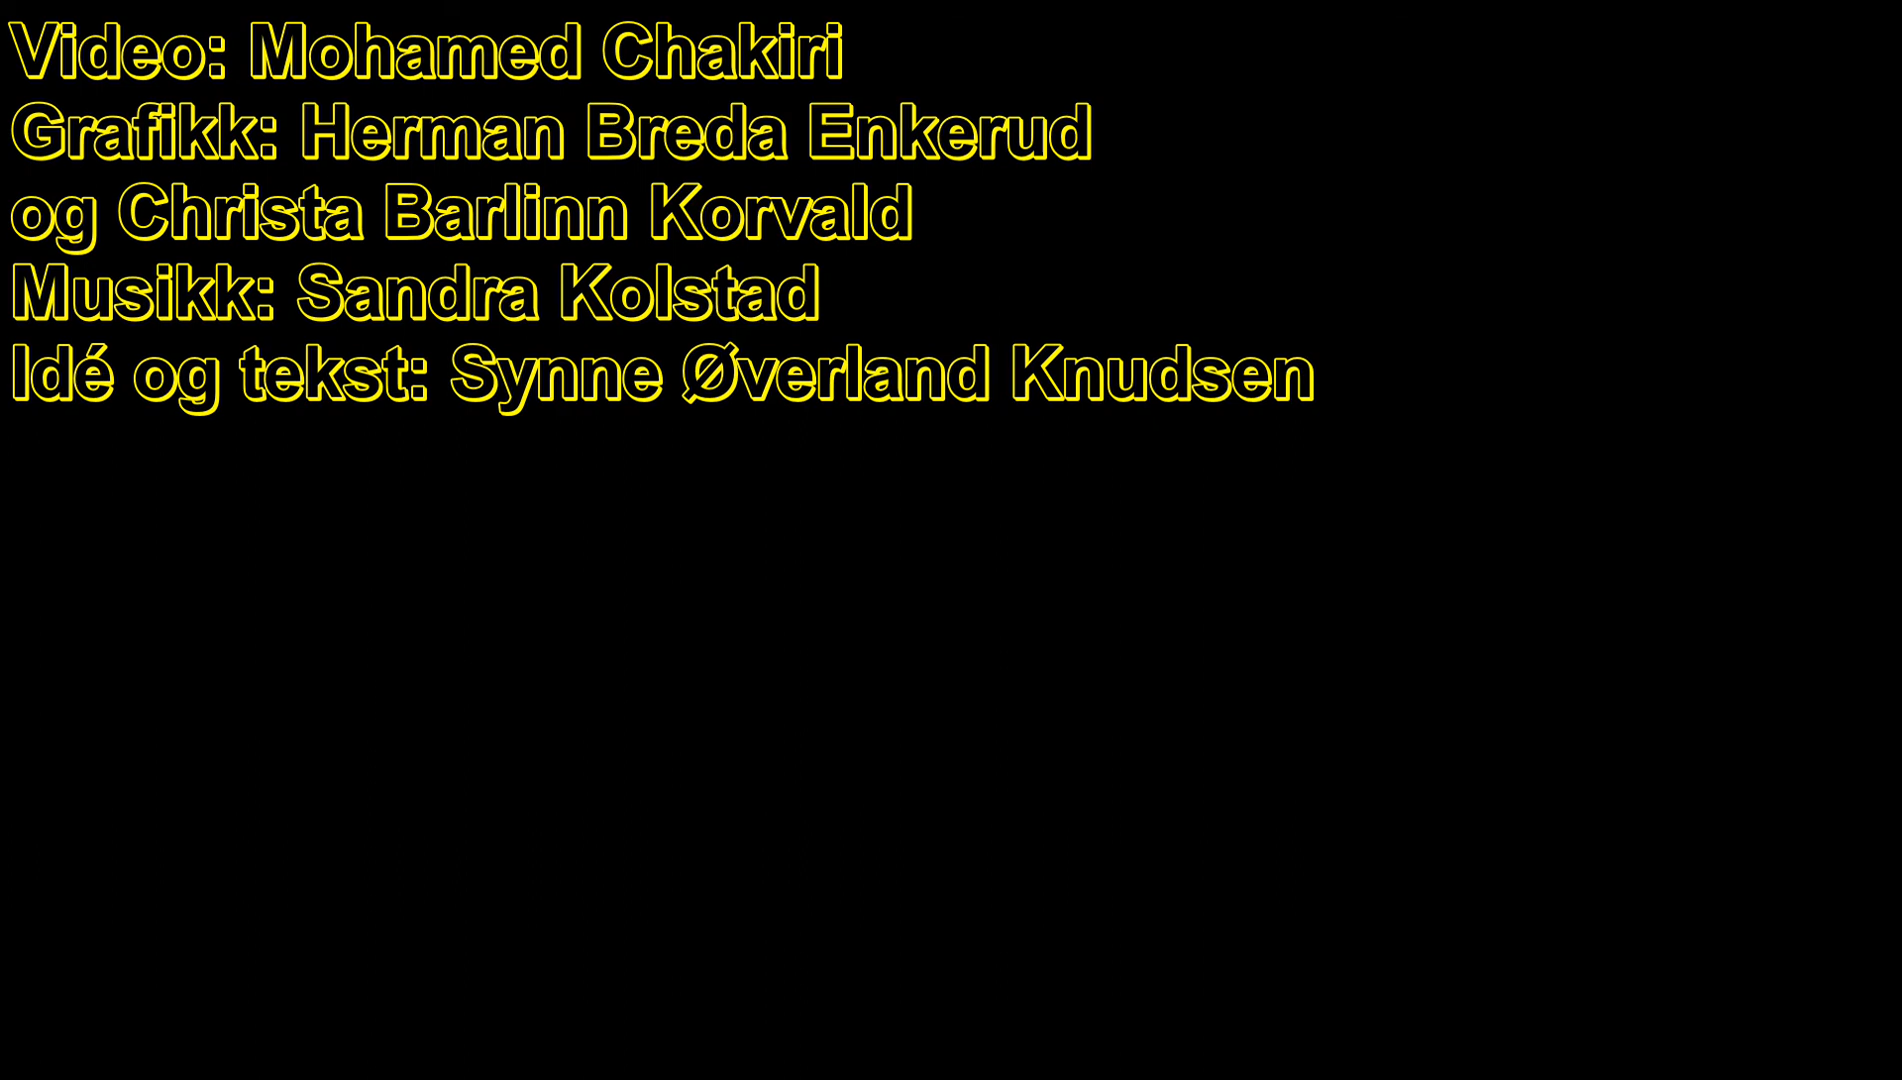 Video: Mohamed Chakiri
Grafikk: Herman Breda Enkerud
og Christa Barlinn Korvald
Musikk: Sandra Kolstad
Idé og tekst: Synne Øverland Knudsen